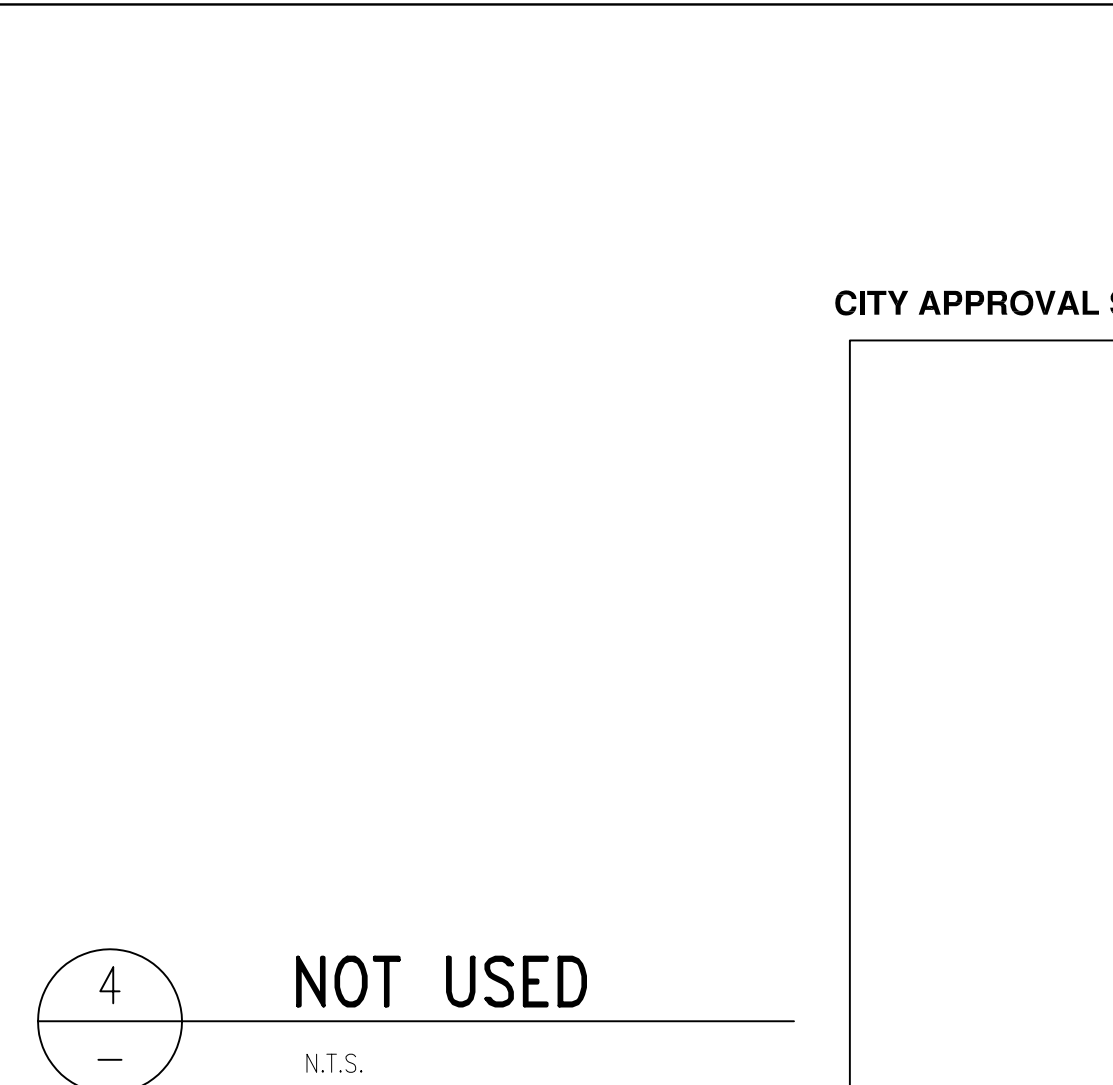 CITY APPROVAL
4
NOT USED
–
N.T.S.